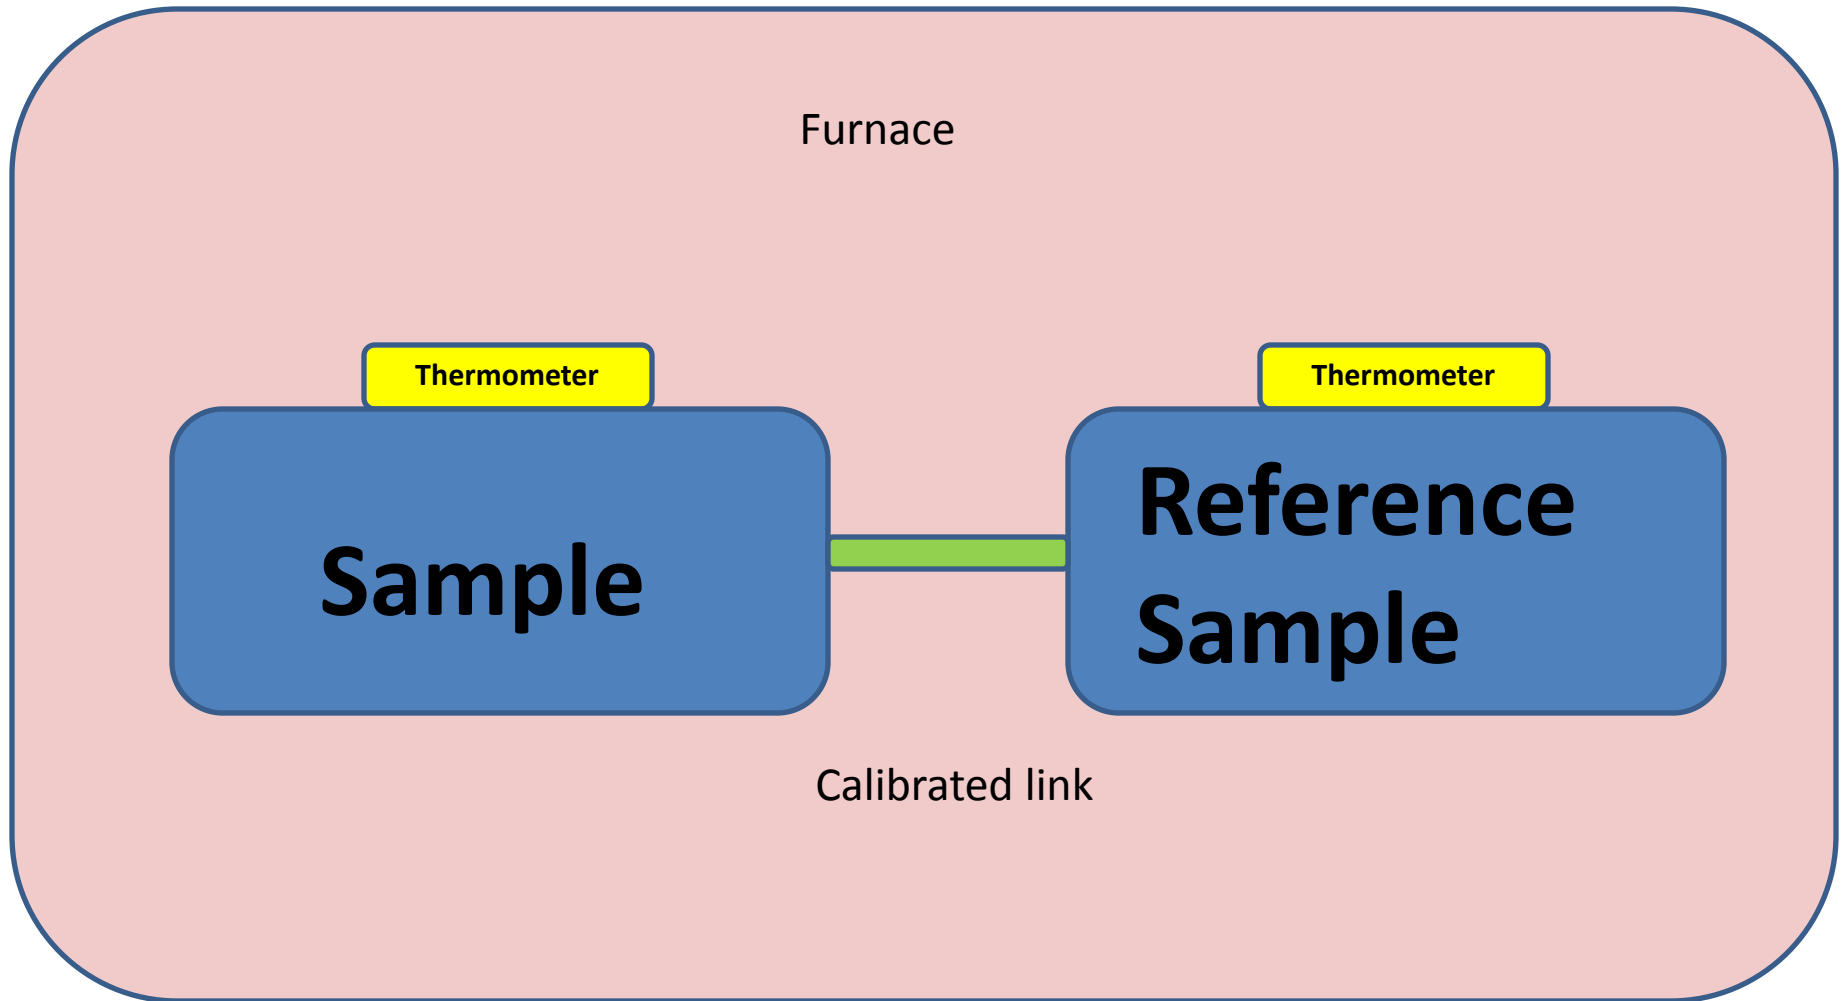 Furnace
Thermometer
Thermometer
Sample
Reference
Sample
Calibrated link